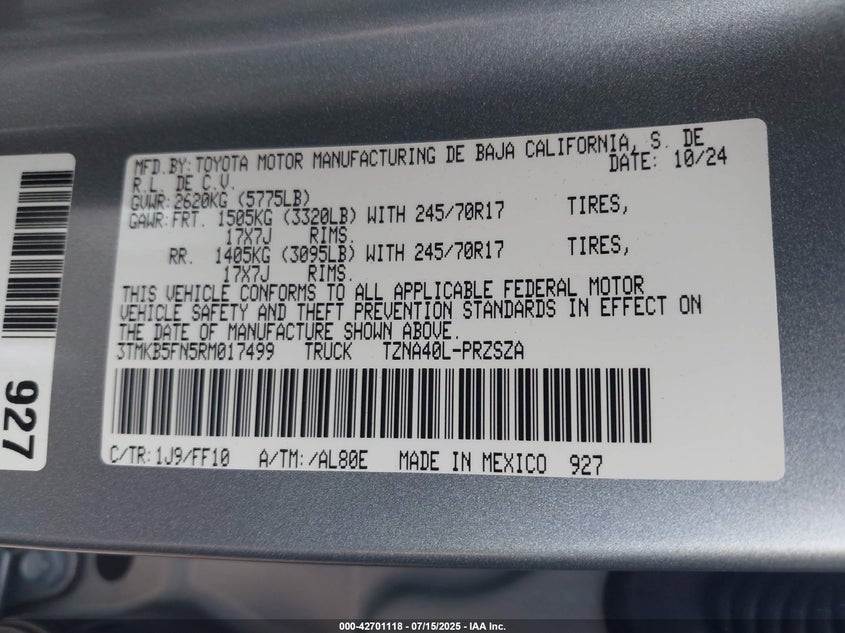 MFD.BY:TOYOTA MOTOR MANUFACTURING DE BAJA CALIFORNIA, S. DE
R.L. DE C.V. DATE: 10/24
GVWR:2620KG (5775LB)
GAWR:FRT. 1505KG (3320LB) WITH 245/70R17 TIRES,
17X7J RIMS.
RR. 1405KG (3095LB) WITH 245/70R17 TIRES,
17X7J RIMS.
THIS VEHICLE CONFORMS TO ALL APPLICABLE FEDERAL MOTOR
VEHICLE SAFETY AND THEFT PREVENTION STANDARDS IN EFFECT ON
THE DATE OF MANUFACTURE SHOWN ABOVE.
3TMKB5FN5RM017499 TRUCK TZNA40L-PRZSZA
C/TR:1J9/FF10 A/TM:/AL80E MADE IN MEXICO 927
927
000-42701118 - 07/15/2025 - IAA Inc.